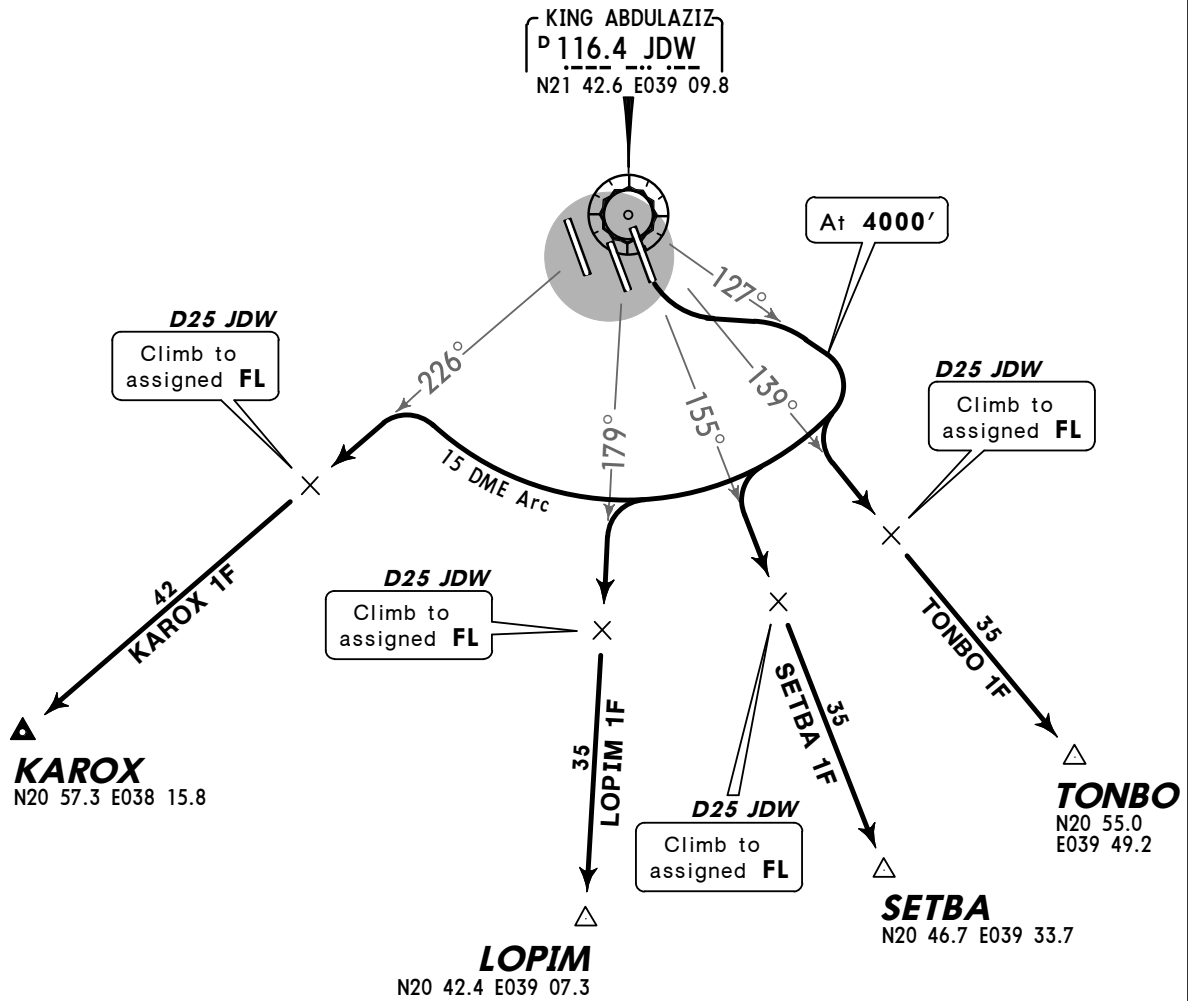 KING ABDULAZIZ
D 116.4 JDW
N21 42.6 E039 09.8
At 4000'
127°
D25 JDW
Climb to
assigned FL
226°
139°
155°
179°
D25 JDW
Climb to
assigned FL
15 DME Arc
42
KAROX 1F
D25 JDW
Climb to
assigned FL
35
TONBO 1F
35
SETBA 1F
35
LOPIM 1F
KAROX
N20 57.3 E038 15.8
D25 JDW
Climb to
assigned FL
TONBO
N20 55.0
E039 49.2
SETBA
N20 46.7 E039 33.7
LOPIM
N20 42.4 E039 07.3